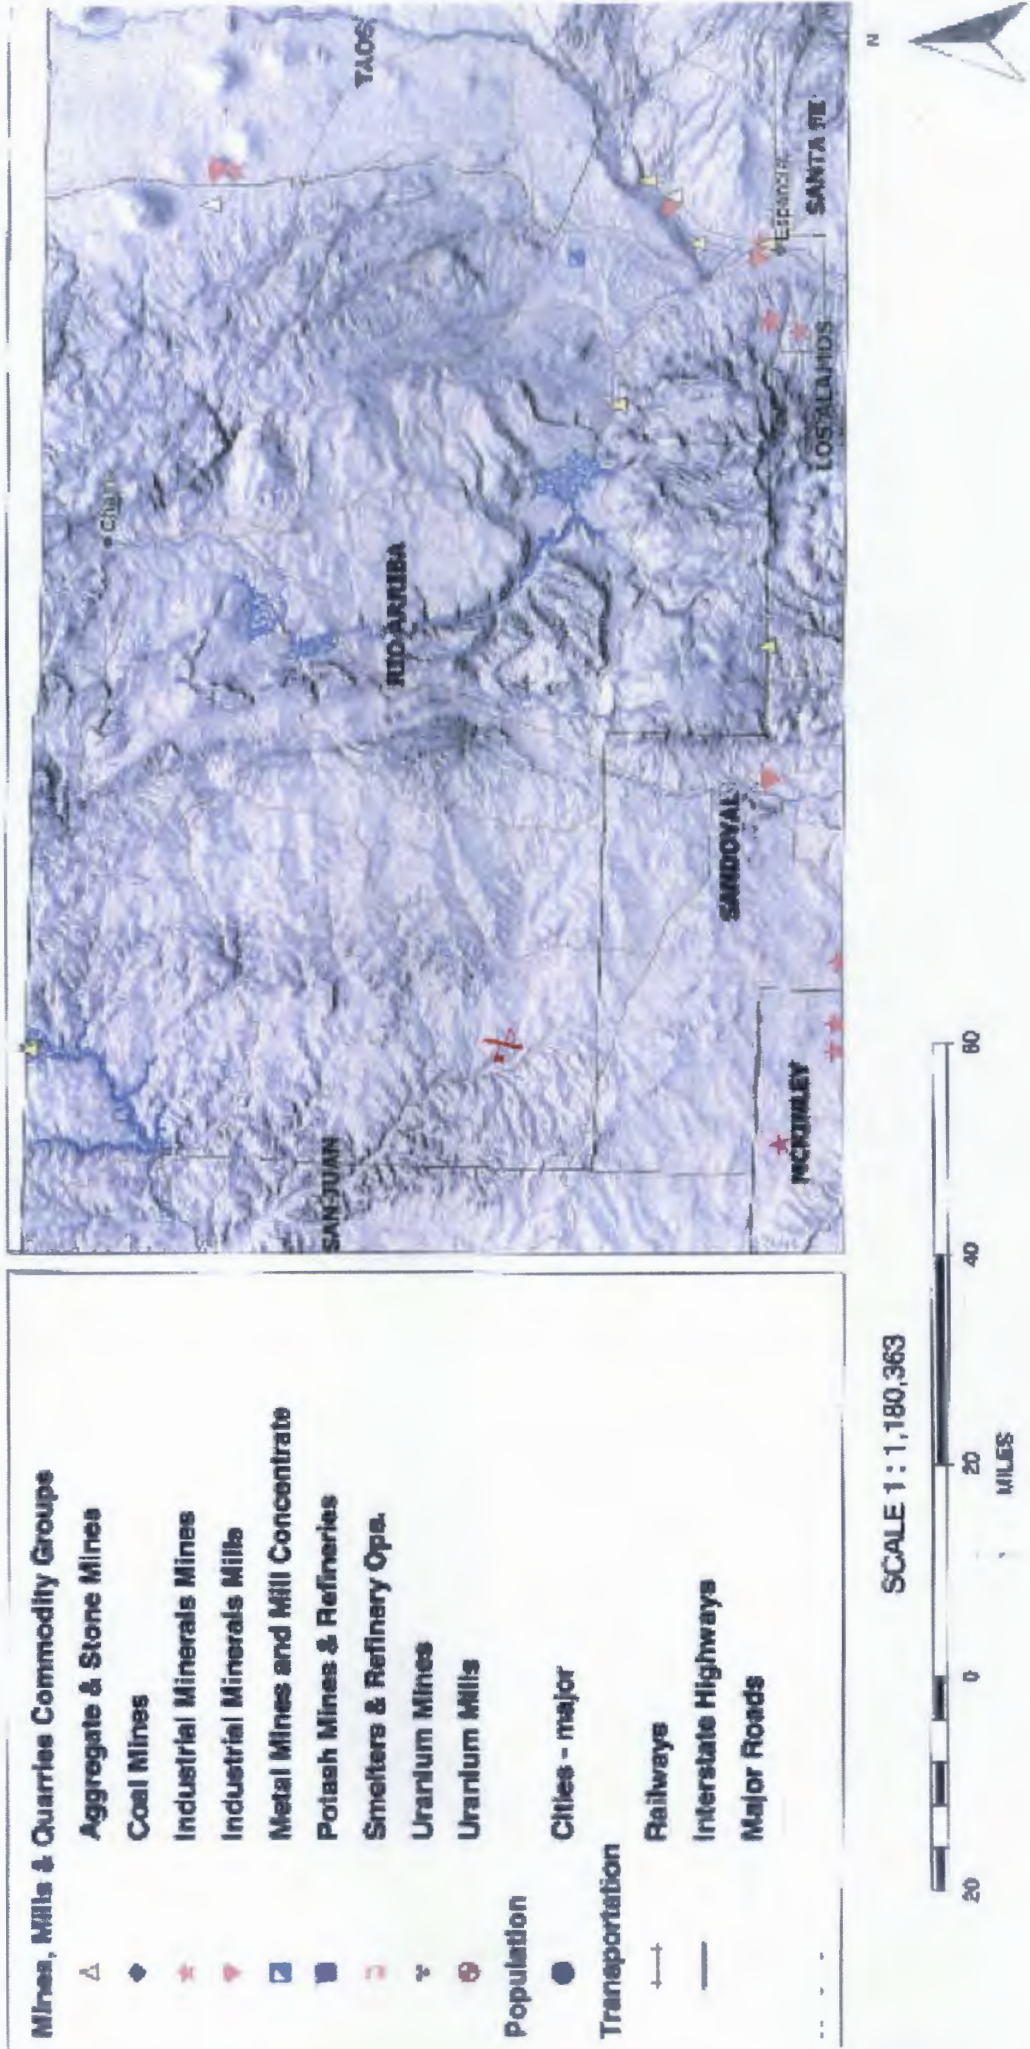 Mines, Mills & Quarries Commodity Groups
Aggregate & Stone Mines
Coal Mines
Industrial Minerals Mines
Industrial Minerals Mills
Metal Mines and Mill Concentrate
Potash Mines & Refineries
Smelters & Refinery Ops.
Uranium Mines
Uranium Mills
Population
Cities - major
Transportation
Railways
Interstate Highways
Major Roads
SAN JUAN
RIO ARRIBA
TAOS
MCKINLEY
SANDOVAL
LOS ALAMOS
SANTA FE
Espanola
SCALE 1 : 1,180,363
20
0
20
40
60
MILES
N